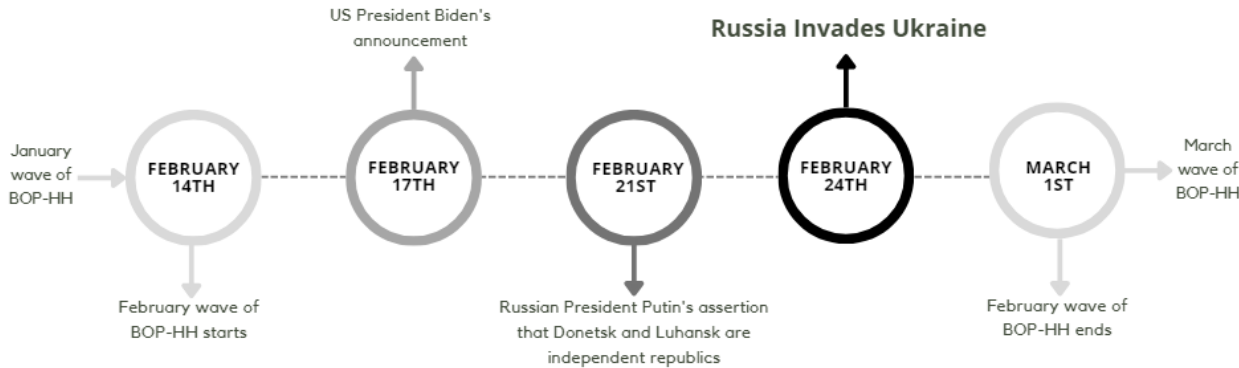 US President Biden's
announcement
Russia Invades Ukraine
January
wave of
BOP-HH
FEBRUARY
14TH
FEBRUARY
17TH
FEBRUARY
21ST
FEBRUARY
24TH
MARCH
1ST
March
wave of
BOP-HH
February wave of
BOP-HH starts
Russian President Putin's assertion
that Donetsk and Luhansk are
independent republics
February wave of
BOP-HH ends